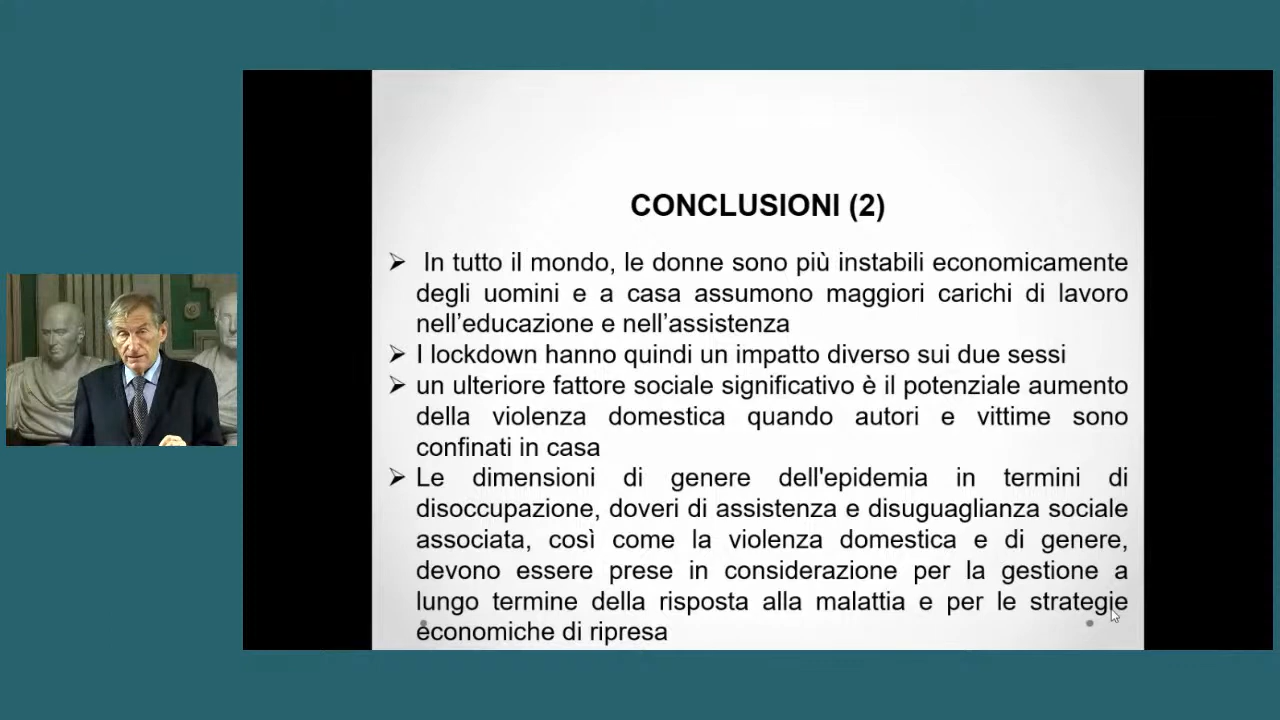 CONCLUSIONI (2)
In tutto il mondo, le donne sono più instabili economicamente
degli uomini e a casa assumono maggiori carichi di lavoro
nell’educazione e nell’assistenza
I lockdown hanno quindi un impatto diverso sui due sessi
un ulteriore fattore sociale significativo è il potenziale aumento
della violenza domestica quando autori e vittime sono
confinati in casa
Le dimensioni di genere dell'epidemia in termini di
disoccupazione, doveri di assistenza e disuguaglianza sociale
associata, così come la violenza domestica e di genere,
devono essere prese in considerazione per la gestione a
lungo termine della risposta alla malattia e per le strategie
economiche di ripresa